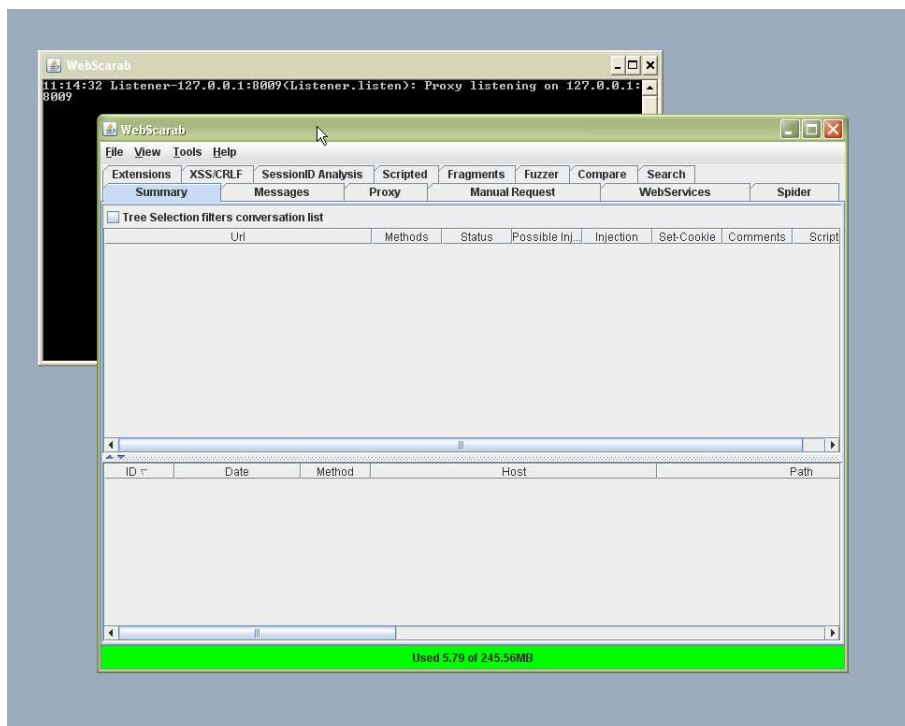 WebScarab
11:14:32 Listener-127.0.0.1:8009(Listener.listen): Proxy listening on 127.0.0.1:
8009
WebScarab
File View Tools Help
Extensions XSS/CRLF SessionID Analysis Scripted Fragments Fuzzer Compare Search
Summary Messages Proxy Manual Request WebServices Spider
Tree Selection filters conversation list
Url Methods Status Possible Inj... Injection Set-Cookie Comments Script
ID Date Method Host Path
Used 5.79 of 245.56MB